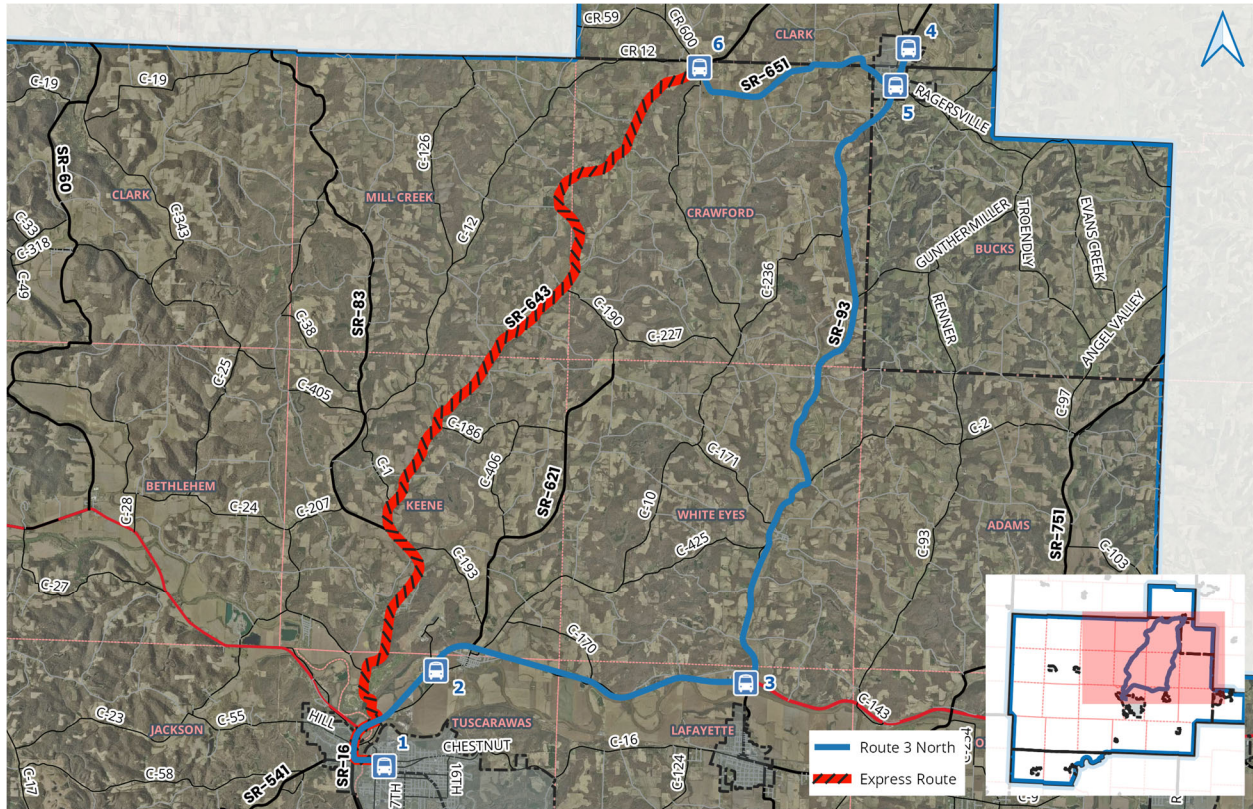 CR 59
CR 600
6
CLARK
4
CR 12
C-19
C-19
SR-651
5
RAGERSVILLE
C-126
SR-60
CLARK
MILL CREEK
C-343
C-33
C-318
C-49
C-12
CRAWFORD
GUNTHER MILLER
TROENDLY
EVANS CREEK
BUCKS
C-236
SR-83
SR-643
C-190
C-38
C-227
SR-93
RENNER
ANGEL VALLEY
C-25
C-405
C-97
C-186
C-2
C-1
C-406
C-171
SR-621
BETHLEHEM
C-28
C-24
C-207
KEENE
C-10
WHITE EYES
ADAMS
SR-751
C-425
C-93
C-103
C-27
C-193
C-170
2
3
C-143
C-23
JACKSON
C-55
HILL
TUSCARAWAS
LAFAYETTE
1
CHESTNUT
C-16
C-58
SR-541
SR-16
16TH
C-124
C-254
C-17
7TH
C-9
Route 3 North
Express Route